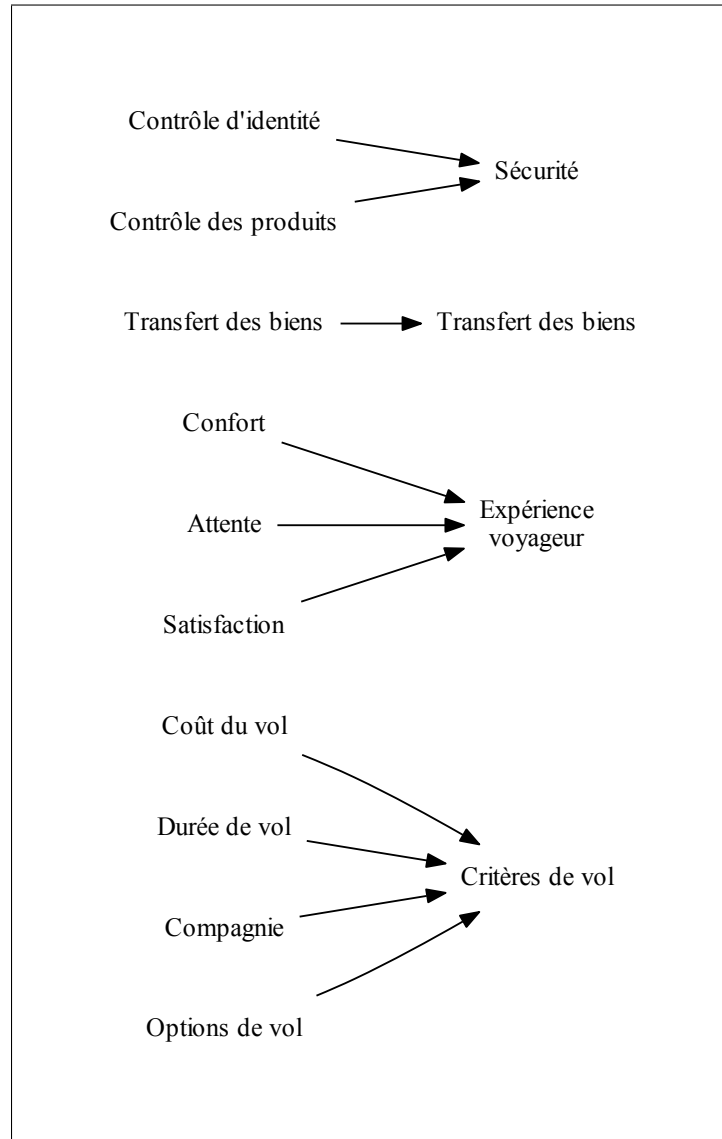 Contrôle d'identité
Sécurité
Contrôle des produits
Transfert des biens
Transfert des biens
Confort
Attente
Expérience
voyageur
Satisfaction
Coût du vol
Durée de vol
Critères de vol
Compagnie
Options de vol